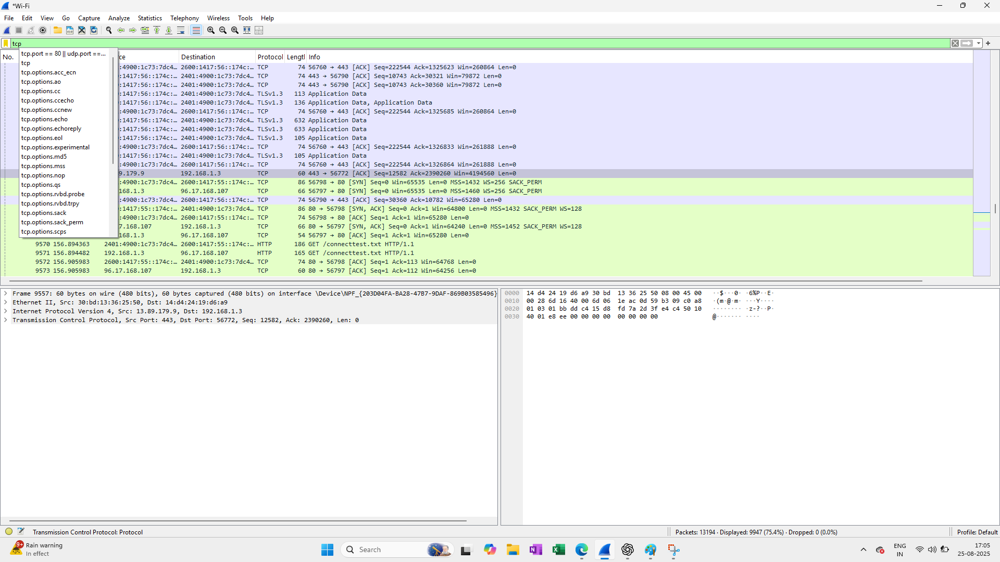 *Wi-Fi
File Edit View Go Capture Analyze Statistics Telephony Wireless Tools Help
tcp
No. Destination Protocol Lengtl Info
tcp.port == 80 || udp.port ==...
tcp
tcp.options.acc_ecn
tcp.options.ao
tcp.options.cc
tcp.options.ccecho
tcp.options.ccnew
tcp.options.echo
tcp.options.echoreply
tcp.options.eol
tcp.options.experimental
tcp.options.md5
tcp.options.mss
tcp.options.nop
tcp.options.qs
tcp.options.rvbd.probe
tcp.options.rvbd.trpy
tcp.options.sack
tcp.options.sack_perm
tcp.options.scps
:4900:1c73:7dc4… 2600:1417:56::174c:… TCP 74 56760 → 443 [ACK] Seq=222544 Ack=1325623 Win=260864 Len=0
:1417:56::174c:… 2401:4900:1c73:7dc4… TCP 74 443 → 56790 [ACK] Seq=10743 Ack=30321 Win=79872 Len=0
:1417:56::174c:… 2401:4900:1c73:7dc4… TCP 74 443 → 56790 [ACK] Seq=10743 Ack=30360 Win=79872 Len=0
:1417:56::174c:… 2401:4900:1c73:7dc4… TLSv1.3 113 Application Data
:1417:56::174c:… 2401:4900:1c73:7dc4… TLSv1.3 136 Application Data, Application Data
:4900:1c73:7dc4… 2600:1417:56::174c:… TCP 74 56760 → 443 [ACK] Seq=222544 Ack=1325685 Win=260864 Len=0
:1417:56::174c:… 2401:4900:1c73:7dc4… TLSv1.3 632 Application Data
:1417:56::174c:… 2401:4900:1c73:7dc4… TLSv1.3 633 Application Data
:1417:56::174c:… 2401:4900:1c73:7dc4… TLSv1.3 105 Application Data
:4900:1c73:7dc4… 2600:1417:56::174c:… TCP 74 56760 → 443 [ACK] Seq=222544 Ack=1326833 Win=261888 Len=0
:1417:56::174c:… 2401:4900:1c73:7dc4… TLSv1.3 105 Application Data
:4900:1c73:7dc4… 2600:1417:56::174c:… TCP 74 56760 → 443 [ACK] Seq=222544 Ack=1326864 Win=261888 Len=0
9.179.9 192.168.1.3 TCP 60 443 → 56772 [ACK] Seq=12582 Ack=2390260 Win=4194560 Len=0
:4900:1c73:7dc4… 2600:1417:55::174c:… TCP 86 56798 → 80 [SYN] Seq=0 Win=65535 Len=0 MSS=1432 WS=256 SACK_PERM
168.1.3 96.17.168.107 TCP 66 56797 → 80 [SYN] Seq=0 Win=65535 Len=0 MSS=1460 WS=256 SACK_PERM
:4900:1c73:7dc4… 2600:1417:56::174c:… TCP 74 56790 → 443 [ACK] Seq=30360 Ack=10782 Win=65280 Len=0
:1417:55::174c:… 2401:4900:1c73:7dc4… TCP 86 80 → 56798 [SYN, ACK] Seq=0 Ack=1 Win=64800 Len=0 MSS=1432 SACK_PERM WS=128
:4900:1c73:7dc4… 2600:1417:55::174c:… TCP 74 56798 → 80 [ACK] Seq=1 Ack=1 Win=65280 Len=0
7.168.107 192.168.1.3 TCP 66 80 → 56797 [SYN, ACK] Seq=0 Ack=1 Win=64240 Len=0 MSS=1452 SACK_PERM WS=128
168.1.3 96.17.168.107 TCP 54 56797 → 80 [ACK] Seq=1 Ack=1 Win=65280 Len=0
9570 156.894363 2401:4900:1c73:7dc4… 2600:1417:55::174c:… HTTP 186 GET /connecttest.txt HTTP/1.1
9571 156.894482 192.168.1.3 96.17.168.107 HTTP 165 GET /connecttest.txt HTTP/1.1
9572 156.905983 2600:1417:55::174c:… 2401:4900:1c73:7dc4… TCP 74 80 → 56798 [ACK] Seq=1 Ack=113 Win=64768 Len=0
9573 156.905983 96.17.168.107 192.168.1.3 TCP 60 80 → 56797 [ACK] Seq=1 Ack=112 Win=64256 Len=0
Frame 9557: 60 bytes on wire (480 bits), 60 bytes captured (480 bits) on interface \Device\NPF_{203D04FA-BA28-47B7-9DAF-869B03585496}
Ethernet II, Src: 30:bd:13:36:25:50, Dst: 14:d4:24:19:d6:a9
Internet Protocol Version 4, Src: 13.89.179.9, Dst: 192.168.1.3
Transmission Control Protocol, Src Port: 443, Dst Port: 56772, Seq: 12582, Ack: 2390260, Len: 0
0000 14 d4 24 19 d6 a9 30 bd 13 36 25 50 08 00 45 00 ··$···0· ·6%P··E·
0010 00 28 6d 16 40 00 6d 06 1e ac 0d 59 b3 09 c0 a8 ·(m·@·m· ···Y····
0020 01 03 01 bb dd c4 15 d8 fd 7a 2d 3f e4 c4 50 10 ········ ·z-?··P·
0030 40 01 e8 ee 00 00 00 00 00 00 00 00 @······· ····
Transmission Control Protocol: Protocol
Packets: 13194 · Displayed: 9947 (75.4%) · Dropped: 0 (0.0%)
Profile: Default
9+
Rain warning
In effect
Search
ENG
IN
17:05
25-08-2025